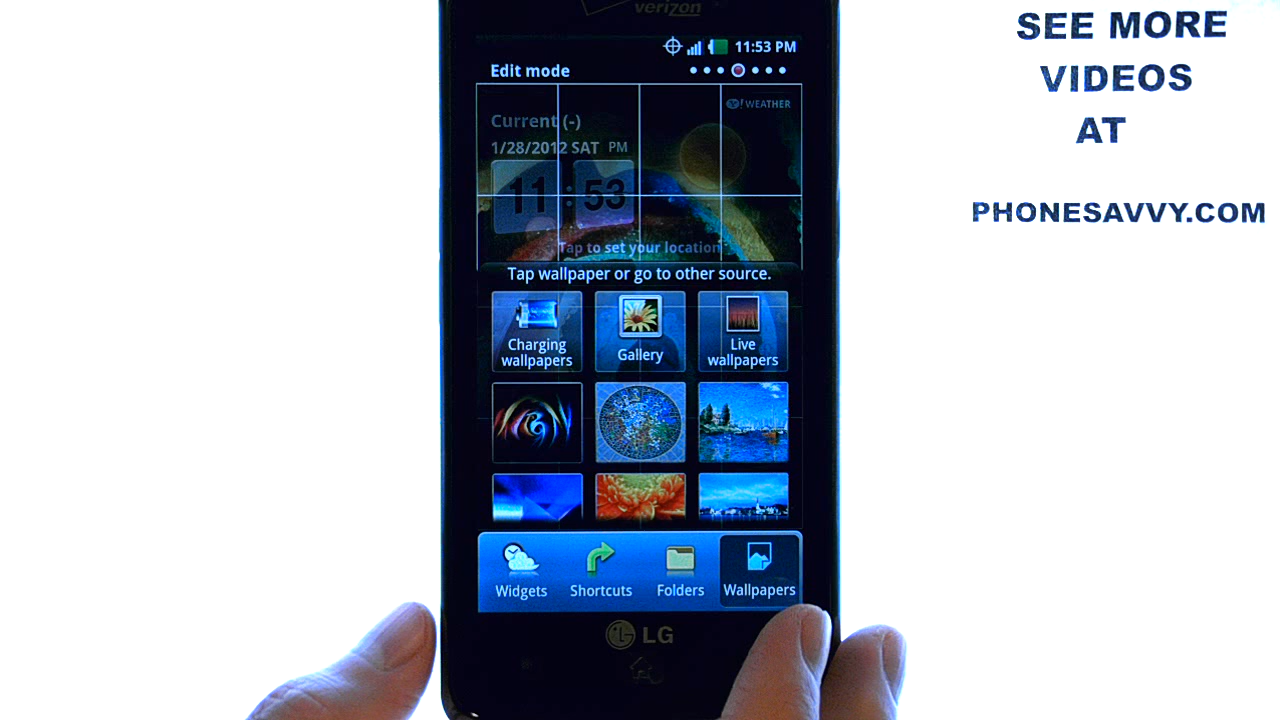 verizon
SEE MORE
VIDEOS
AT
PHONESAVVY.COM
11:53 PM
Edit mode
Y! WEATHER
Current (-)
1/28/2012 SAT PM
11:53
Tap to set your location
Tap wallpaper or go to other source.
Charging
wallpapers
Gallery
Live
wallpapers
Widgets
Shortcuts
Folders
Wallpapers
LG